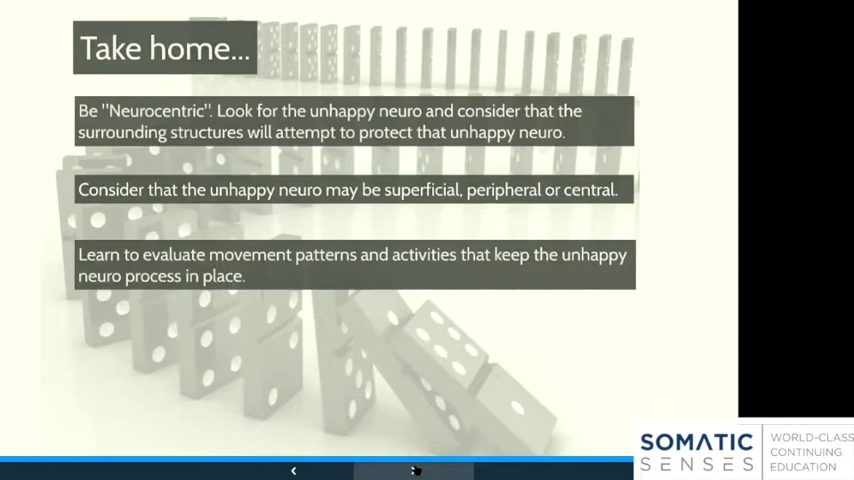 Take home...
Be "Neurocentric". Look for the unhappy neuro and consider that the
surrounding structures will attempt to protect that unhappy neuro.
Consider that the unhappy neuro may be superficial, peripheral or central.
Learn to evaluate movement patterns and activities that keep the unhappy
neuro process in place.
SOMATIC
SENSES
WORLD-CLASS
CONTINUING
EDUCATION